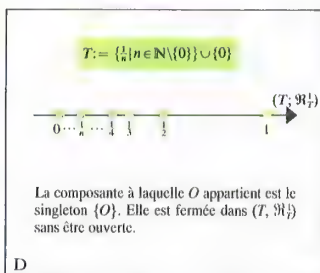 T := {1/n | n ∈ ℕ\{0}} ∪ {0}
(T; ℜ¹_T)
0 ··· 1/n ··· 1/4 1/3 1/2 1
La composante à laquelle O appartient est le
singleton {O}. Elle est fermée dans (T, ℜ¹_T)
sans être ouverte.
D